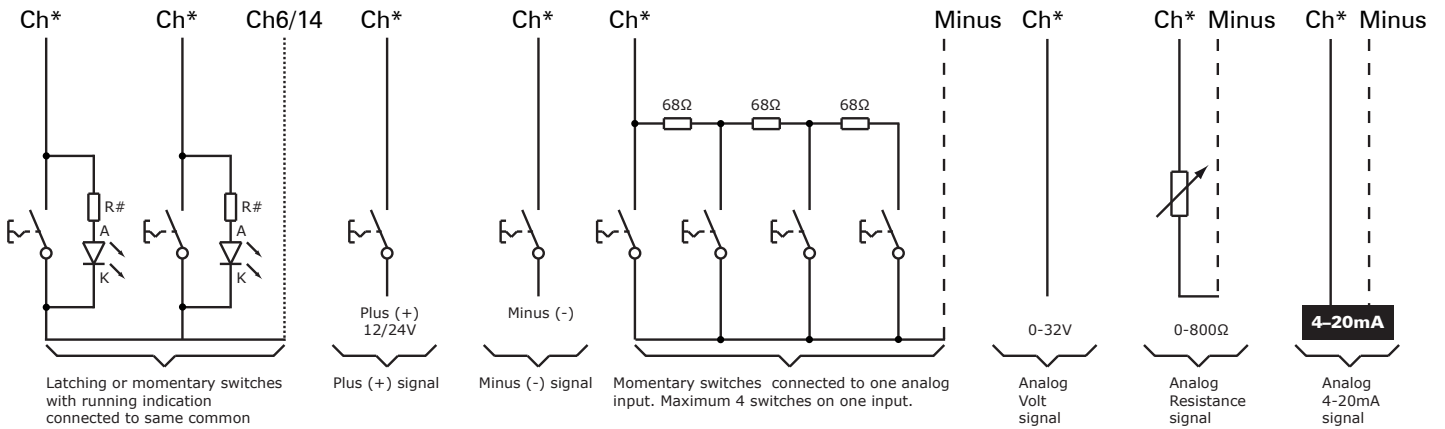 Ch* Ch* Ch6/14 Ch* Ch* Ch* Minus Ch* Ch* Minus Ch* Minus
68Ω 68Ω 68Ω
R# R#
A A
K K
Plus (+)
12/24V
Minus (-)
0-32V
0-800Ω
4–20mA
Latching or momentary switches
with running indication
connected to same common
Plus (+) signal
Minus (-) signal
Momentary switches connected to one analog
input. Maximum 4 switches on one input.
Analog
Volt
signal
Analog
Resistance
signal
Analog
4-20mA
signal